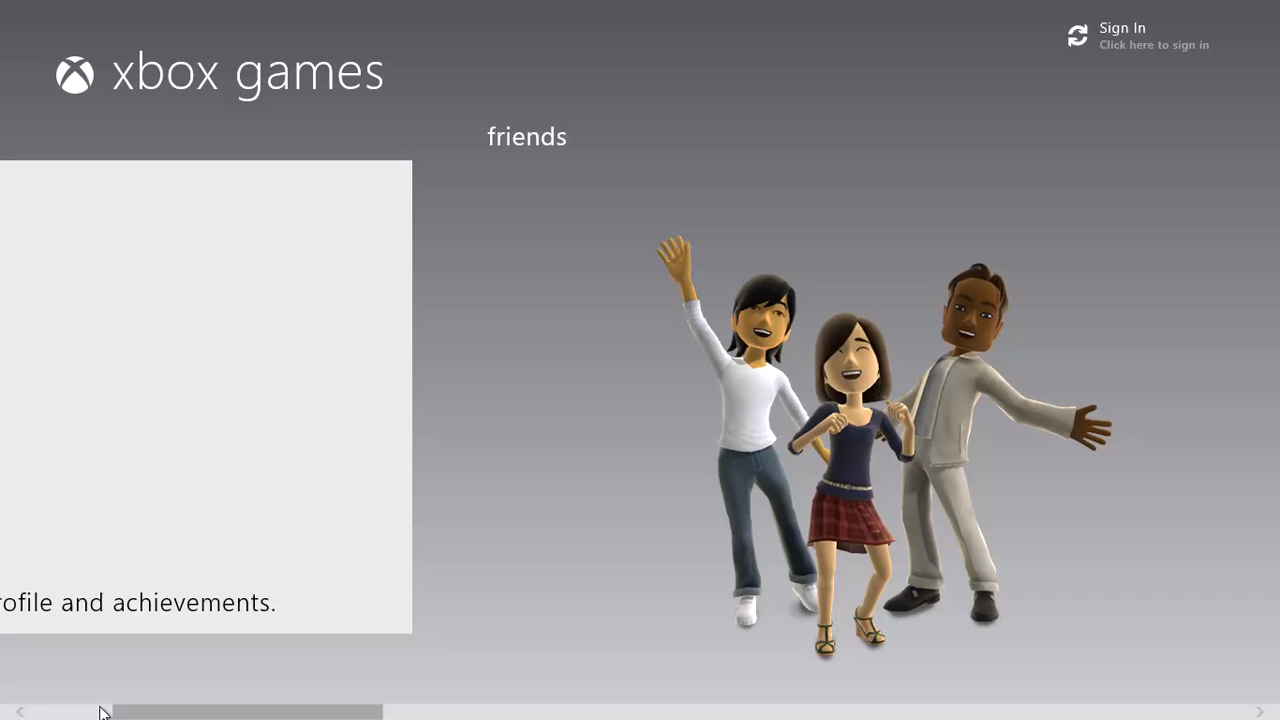 Sign In
Click here to sign in
xbox games
friends
rofile and achievements.